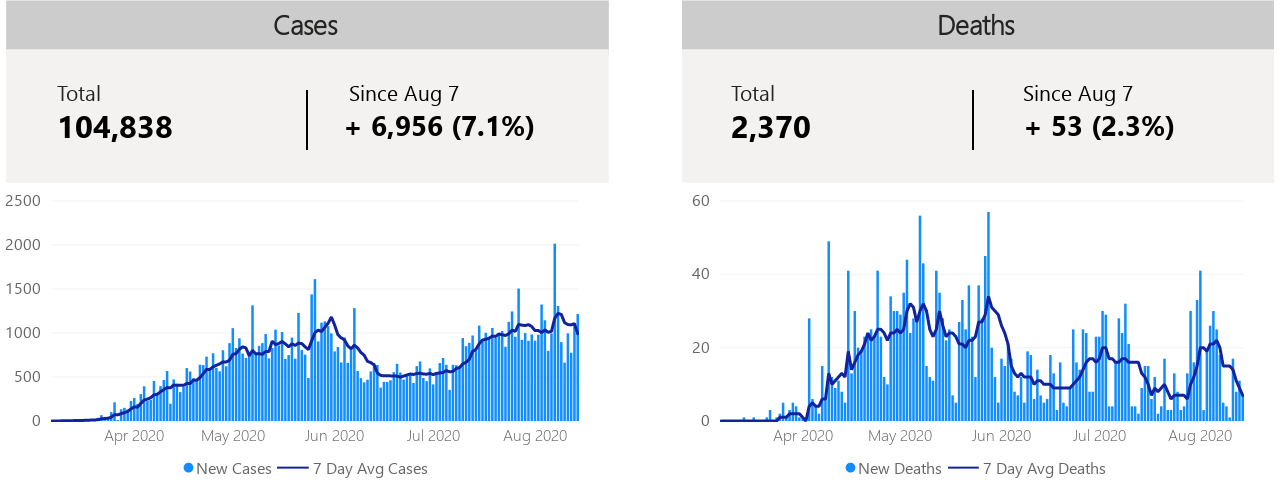 Cases
Total
104,838
Since Aug 7
+ 6,956 (7.1%)
2500
2000
1500
1000
500
0
Apr 2020 May 2020 Jun 2020 Jul 2020 Aug 2020
New Cases 7 Day Avg Cases
Deaths
Total
2,370
Since Aug 7
+ 53 (2.3%)
60
40
20
0
Apr 2020 May 2020 Jun 2020 Jul 2020 Aug 2020
New Deaths 7 Day Avg Deaths